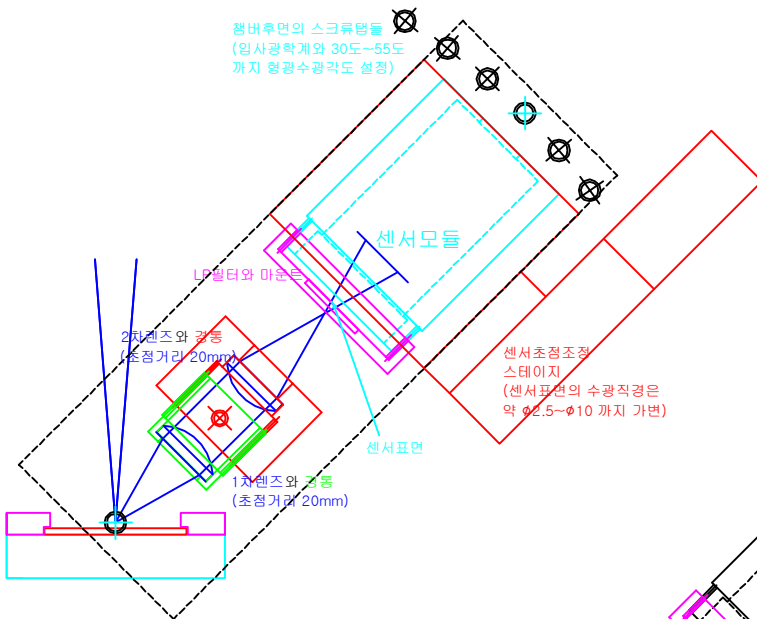 챔버후면의 스크류탭들
(입사광학계와 30도~55도
까지 형광수광각도 설정)
센서모듈
LP필터와 마운트
2차렌즈와 경통
(초점거리 20mm)
센서초점조정
스테이지
(센서표면의 수광직경은
약 Ø2.5~Ø10 까지 가변)
센서표면
1차렌즈와 경통
(초점거리 20mm)